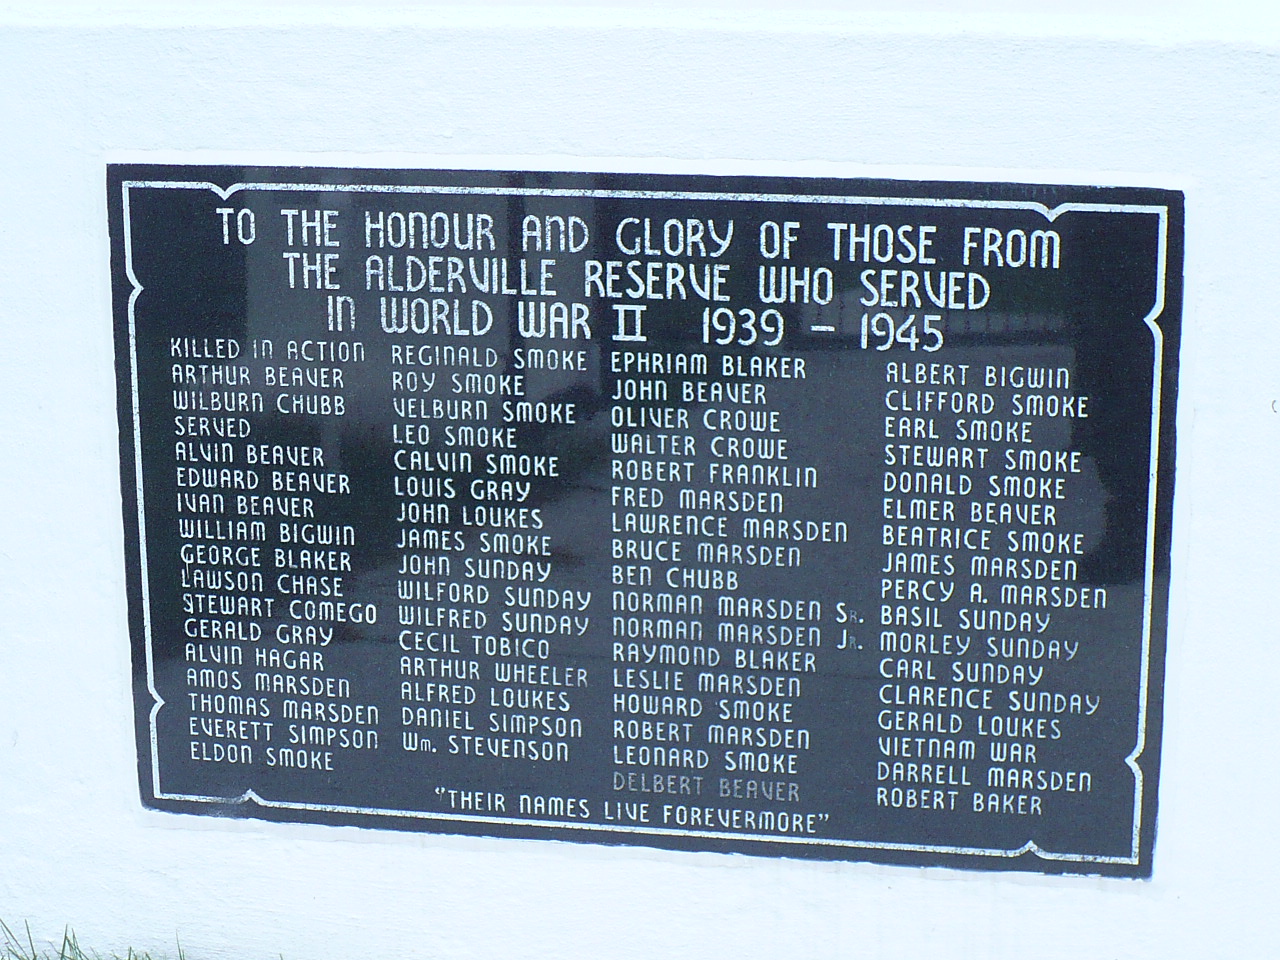 TO THE HONOUR AND GLORY OF THOSE FROM
THE ALDERVILLE RESERVE WHO SERVED
IN WORLD WAR II 1939 - 1945
KILLED IN ACTION
ARTHUR BEAVER
WILBURN CHUBB
SERVED
ALVIN BEAVER
EDWARD BEAVER
IVAN BEAVER
WILLIAM BIGWIN
GEORGE BLAKER
LAWSON CHASE
STEWART COMEGO
GERALD GRAY
ALVIN HAGAR
AMOS MARSDEN
THOMAS MARSDEN
EVERETT SIMPSON
ELDON SMOKE
REGINALD SMOKE
ROY SMOKE
VELBURN SMOKE
LEO SMOKE
CALVIN SMOKE
LOUIS GRAY
JOHN LOUKES
JAMES SMOKE
JOHN SUNDAY
WILFORD SUNDAY
WILFRED SUNDAY
CECIL TOBICO
ARTHUR WHEELER
ALFRED LOUKES
DANIEL SIMPSON
Wm. STEVENSON
EPHRIAM BLAKER
JOHN BEAVER
OLIVER CROWE
WALTER CROWE
ROBERT FRANKLIN
FRED MARSDEN
LAWRENCE MARSDEN
BRUCE MARSDEN
BEN CHUBB
NORMAN MARSDEN SR.
NORMAN MARSDEN JR.
RAYMOND BLAKER
LESLIE MARSDEN
HOWARD SMOKE
ROBERT MARSDEN
LEONARD SMOKE
DELBERT BEAVER
ALBERT BIGWIN
CLIFFORD SMOKE
EARL SMOKE
STEWART SMOKE
DONALD SMOKE
ELMER BEAVER
BEATRICE SMOKE
JAMES MARSDEN
PERCY A. MARSDEN
BASIL SUNDAY
MORLEY SUNDAY
CARL SUNDAY
CLARENCE SUNDAY
GERALD LOUKES
VIETNAM WAR
DARRELL MARSDEN
ROBERT BAKER
"THEIR NAMES LIVE FOREVERMORE"